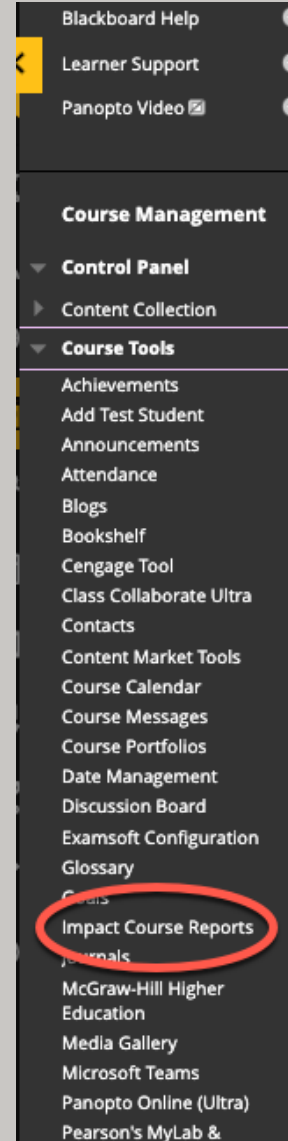 Blackboard Help
Learner Support
Panopto Video
Course Management
Control Panel
Content Collection
Course Tools
Achievements
Add Test Student
Announcements
Attendance
Blogs
Bookshelf
Cengage Tool
Class Collaborate Ultra
Contacts
Content Market Tools
Course Calendar
Course Messages
Course Portfolios
Date Management
Discussion Board
Examsoft Configuration
Glossary
Goals
Impact Course Reports
Journals
McGraw-Hill Higher
Education
Media Gallery
Microsoft Teams
Panopto Online (Ultra)
Pearson's MyLab &